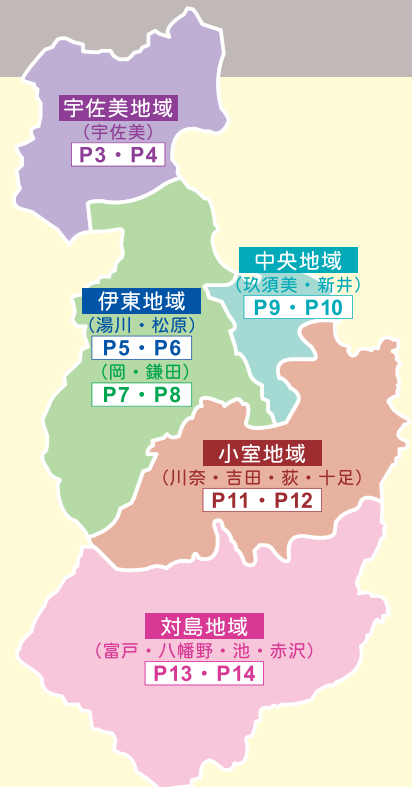 宇佐美地域
（宇佐美）
P3・P4
中央地域
（玖須美・新井）
P9・P10
伊東地域
（湯川・松原）
P5・P6
（岡・鎌田）
P7・P8
小室地域
（川奈・吉田・荻・十足）
P11・P12
対島地域
（富戸・八幡野・池・赤沢）
P13・P14